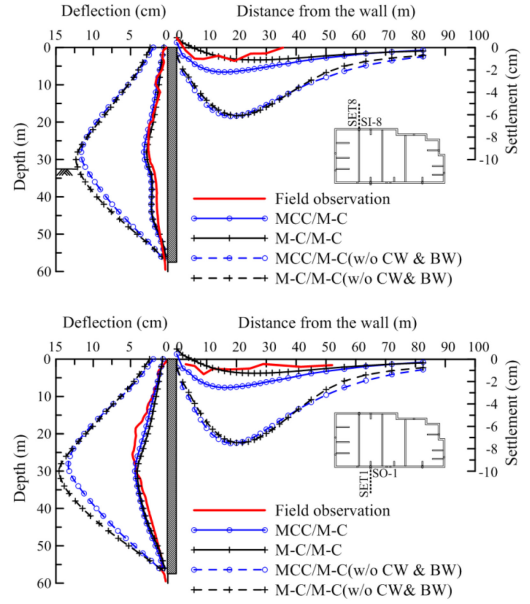 Deflection (cm) Distance from the wall (m)
15 10 5 0 0 10 20 30 40 50 60 70 80 90 100
0
10
20
30
40
50
60
Depth (m)
0
-2
-4
-6
-8
-10
Settlement (cm)
SET8
SI-8
Field observation
MCC/M-C
M-C/M-C
MCC/M-C(w/o CW & BW)
M-C/M-C(w/o CW& BW)
Deflection (cm) Distance from the wall (m)
15 10 5 0 0 10 20 30 40 50 60 70 80 90 100
0
10
20
30
40
50
60
Depth (m)
0
-2
-4
-6
-8
-10
Settlement (cm)
SET1
SO-1
Field observation
MCC/M-C
M-C/M-C
MCC/M-C(w/o CW & BW)
M-C/M-C(w/o CW& BW)